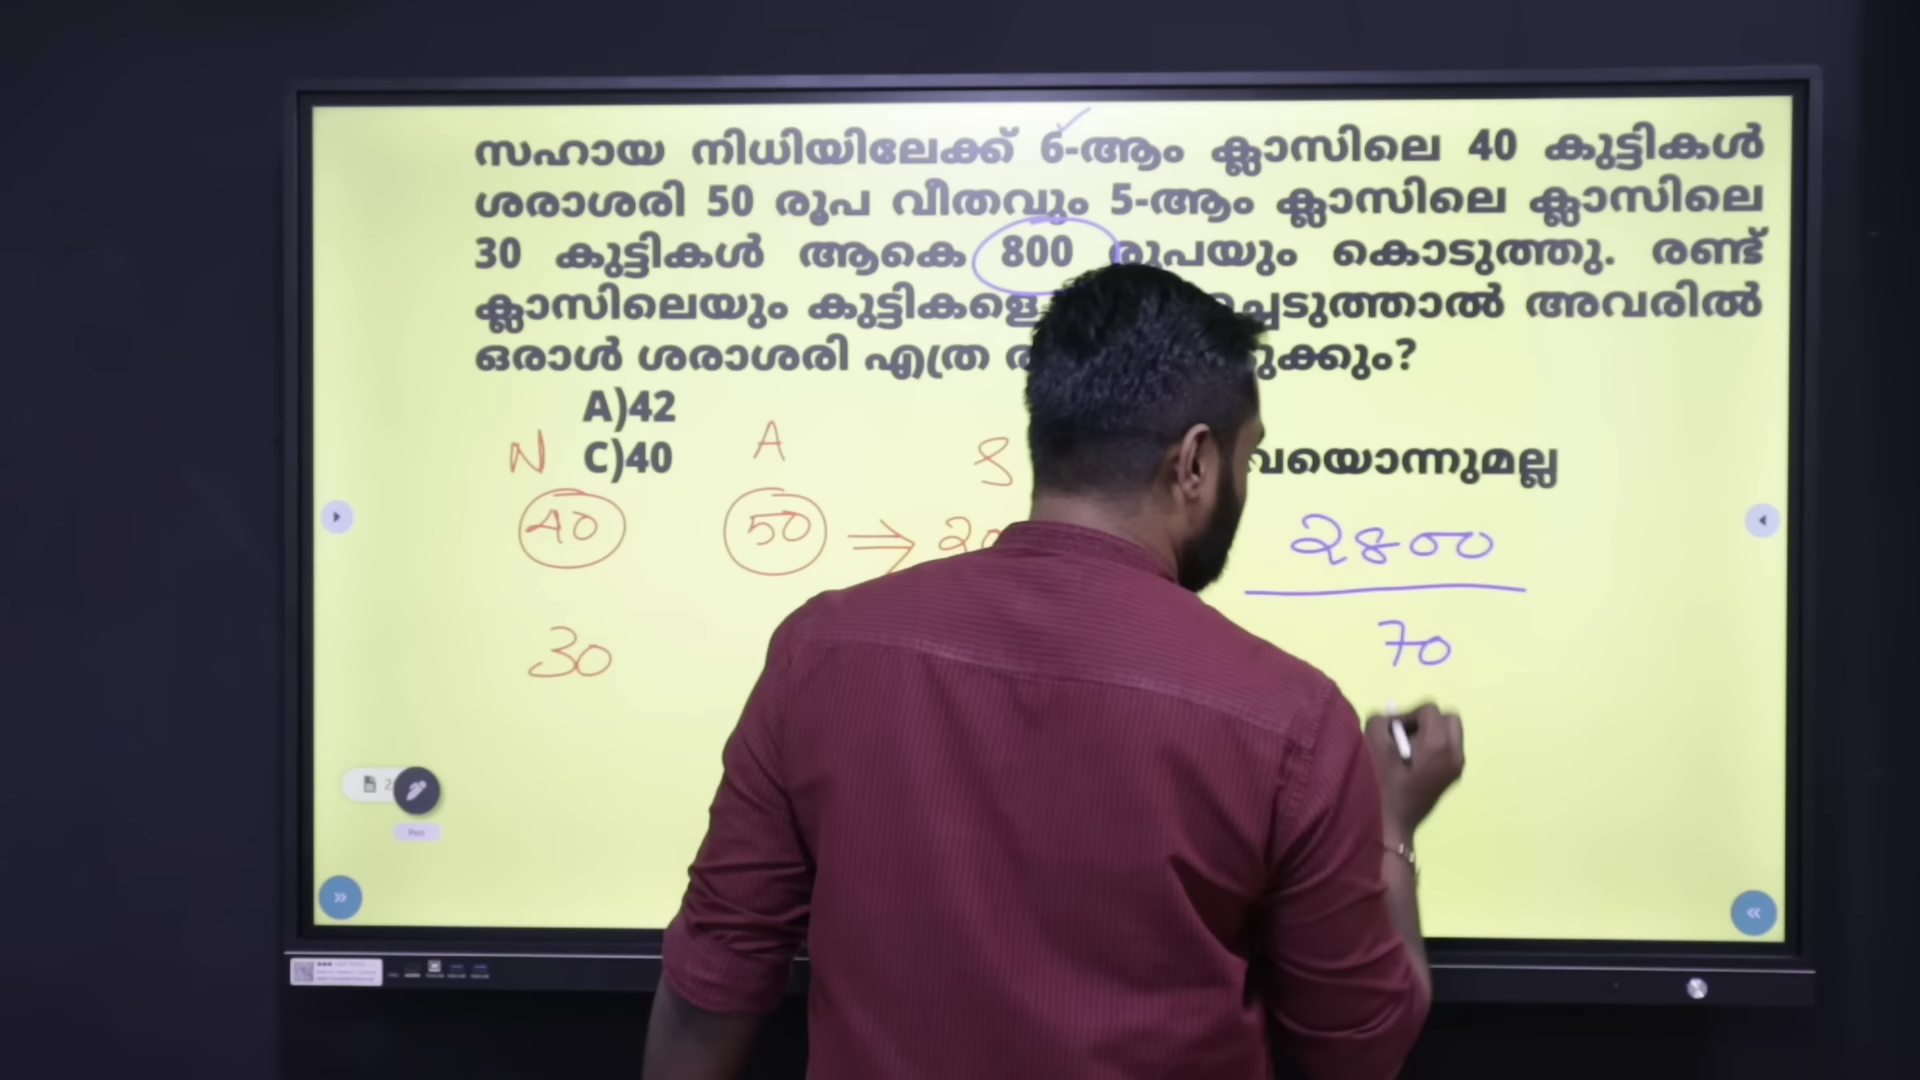 സഹായ നിധിയിലേക്ക് 6-ആം ക്ലാസിലെ 40 കുട്ടികൾ
ശരാശരി 50 രൂപ വീതവും 5-ആം ക്ലാസിലെ ക്ലാസിലെ
30 കുട്ടികൾ ആകെ 800 രുപയും കൊടുത്തു. രണ്ട്
ക്ലാസിലെയും കുട്ടികളെ അവരിൽ
ഒരാൾ ശരാശരി എത്ര
A)42
N C)40 A S
40 50 ⇒ 2800
30 70
Pen